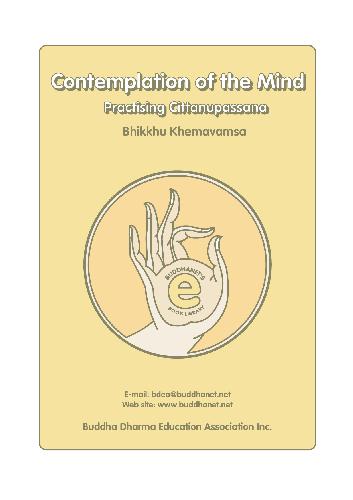 Contemplation of the Mind
Practising Cittanupassana
Bhikkhu Khemavamsa
BUDDHANET'S
e
BOOK LIBRARY
E-mail: bdea@buddhanet.net
Web site: www.buddhanet.net
Buddha Dharma Education Association Inc.